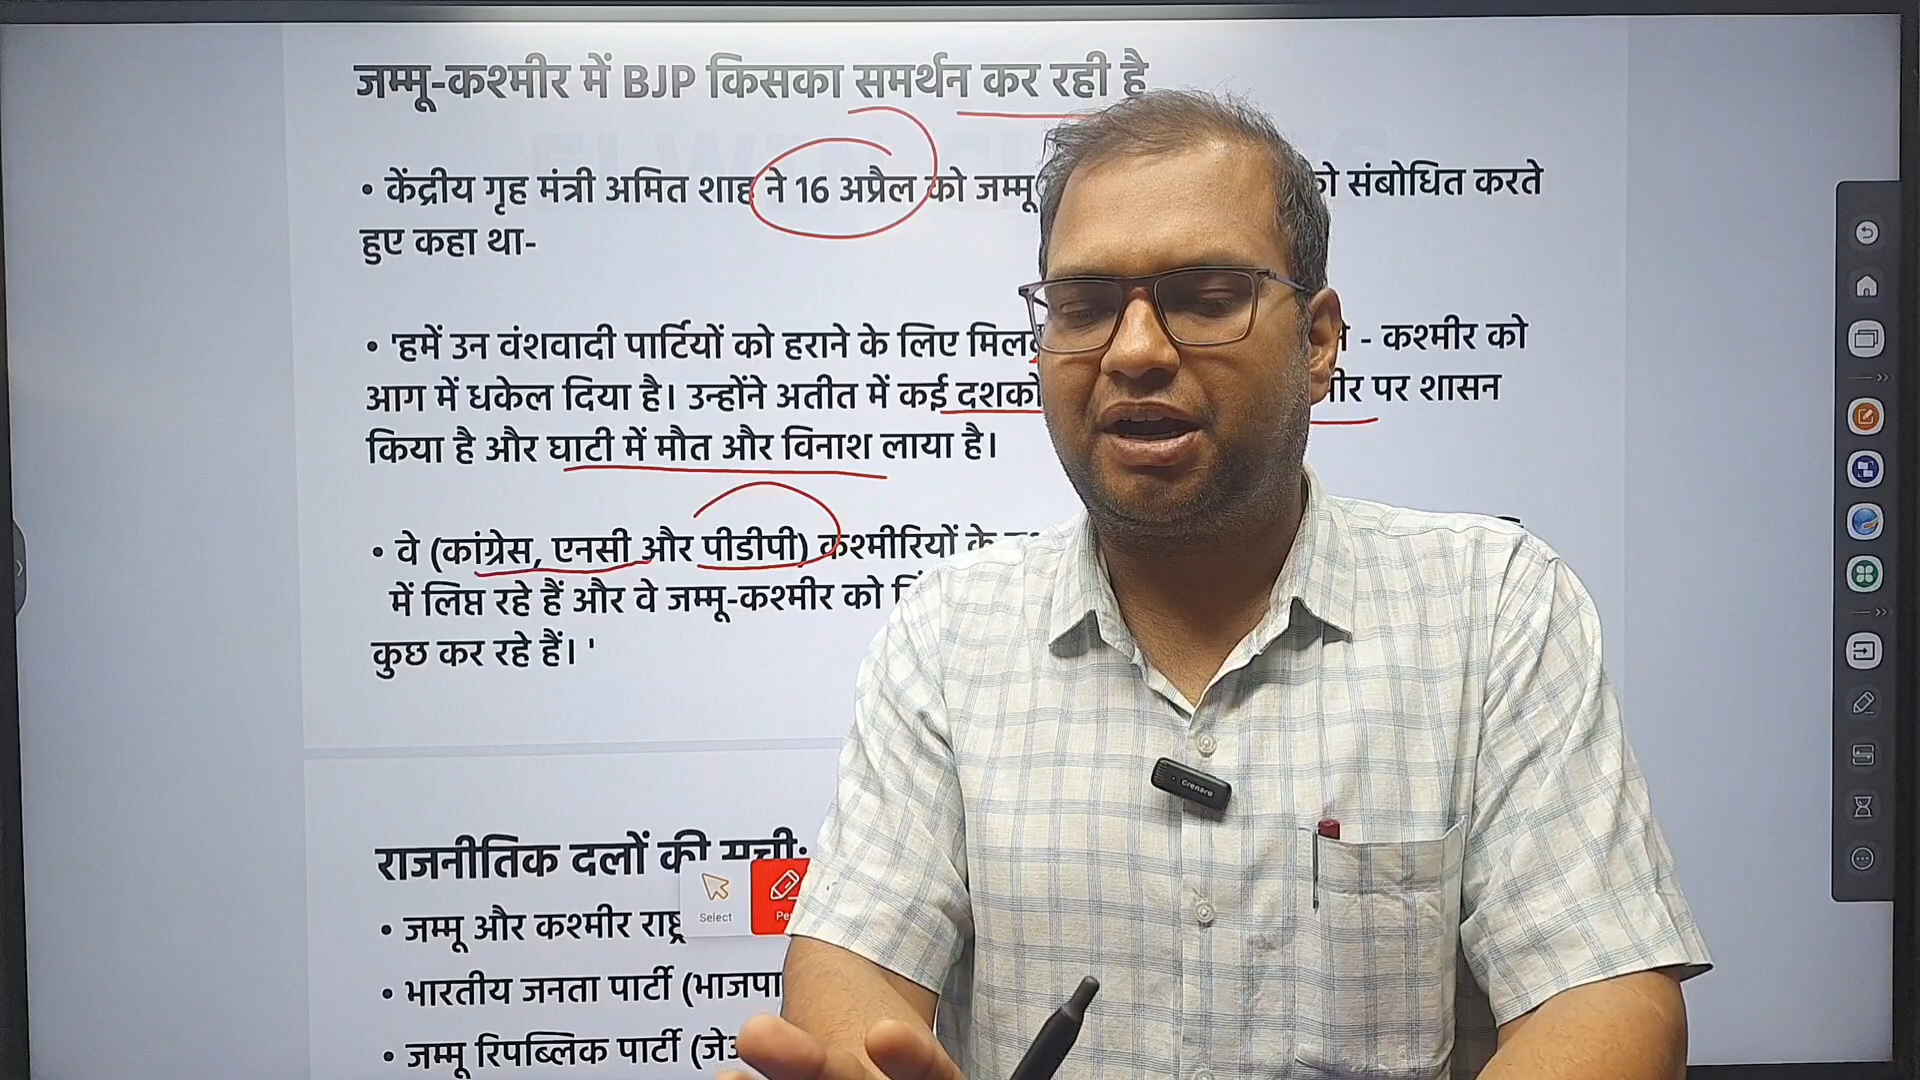 जम्मू-कश्मीर में BJP किसका समर्थन कर रही है
• केंद्रीय गृह मंत्री अमित शाह ने 16 अप्रैल को जम्मू को संबोधित करते
हुए कहा था-
• 'हमें उन वंशवादी पार्टियों को हराने के लिए - कश्मीर को
आग में धकेल दिया है। उन्होंने अतीत में कई पर शासन
किया है और घाटी में मौत और विनाश लाया है।
• वे (कांग्रेस, एनसी और पीडीपी) कश्मीरियों के
में लिप्त रहे हैं और वे जम्मू-कश्मीर को
कुछ कर रहे हैं। '
राजनीतिक दलों की सूची:
• जम्मू और कश्मीर
Select
• भारतीय जनता पार्टी (भाजपा
• जम्मू रिपब्लिक पार्टी